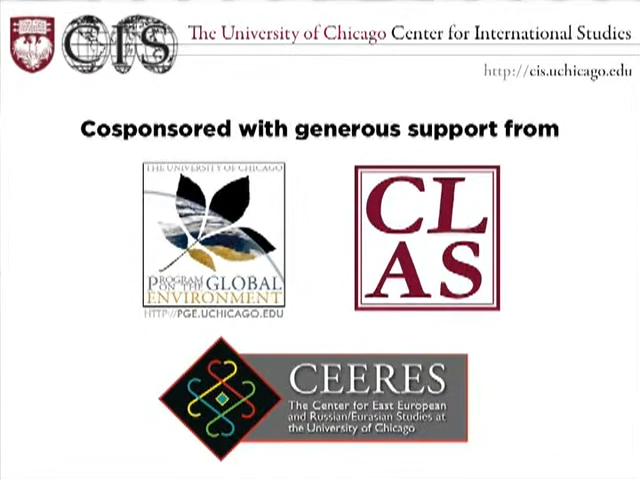 CIS
The University of Chicago Center for International Studies
http://cis.uchicago.edu
Cosponsored with generous support from
THE UNIVERSITY OF CHICAGO
PROGRAM ON THE GLOBAL
ENVIRONMENT
HTTP://PGE.UCHICAGO.EDU
CL
AS
CEERES
The Center for East European
and Russian/Eurasian Studies at
the University of Chicago